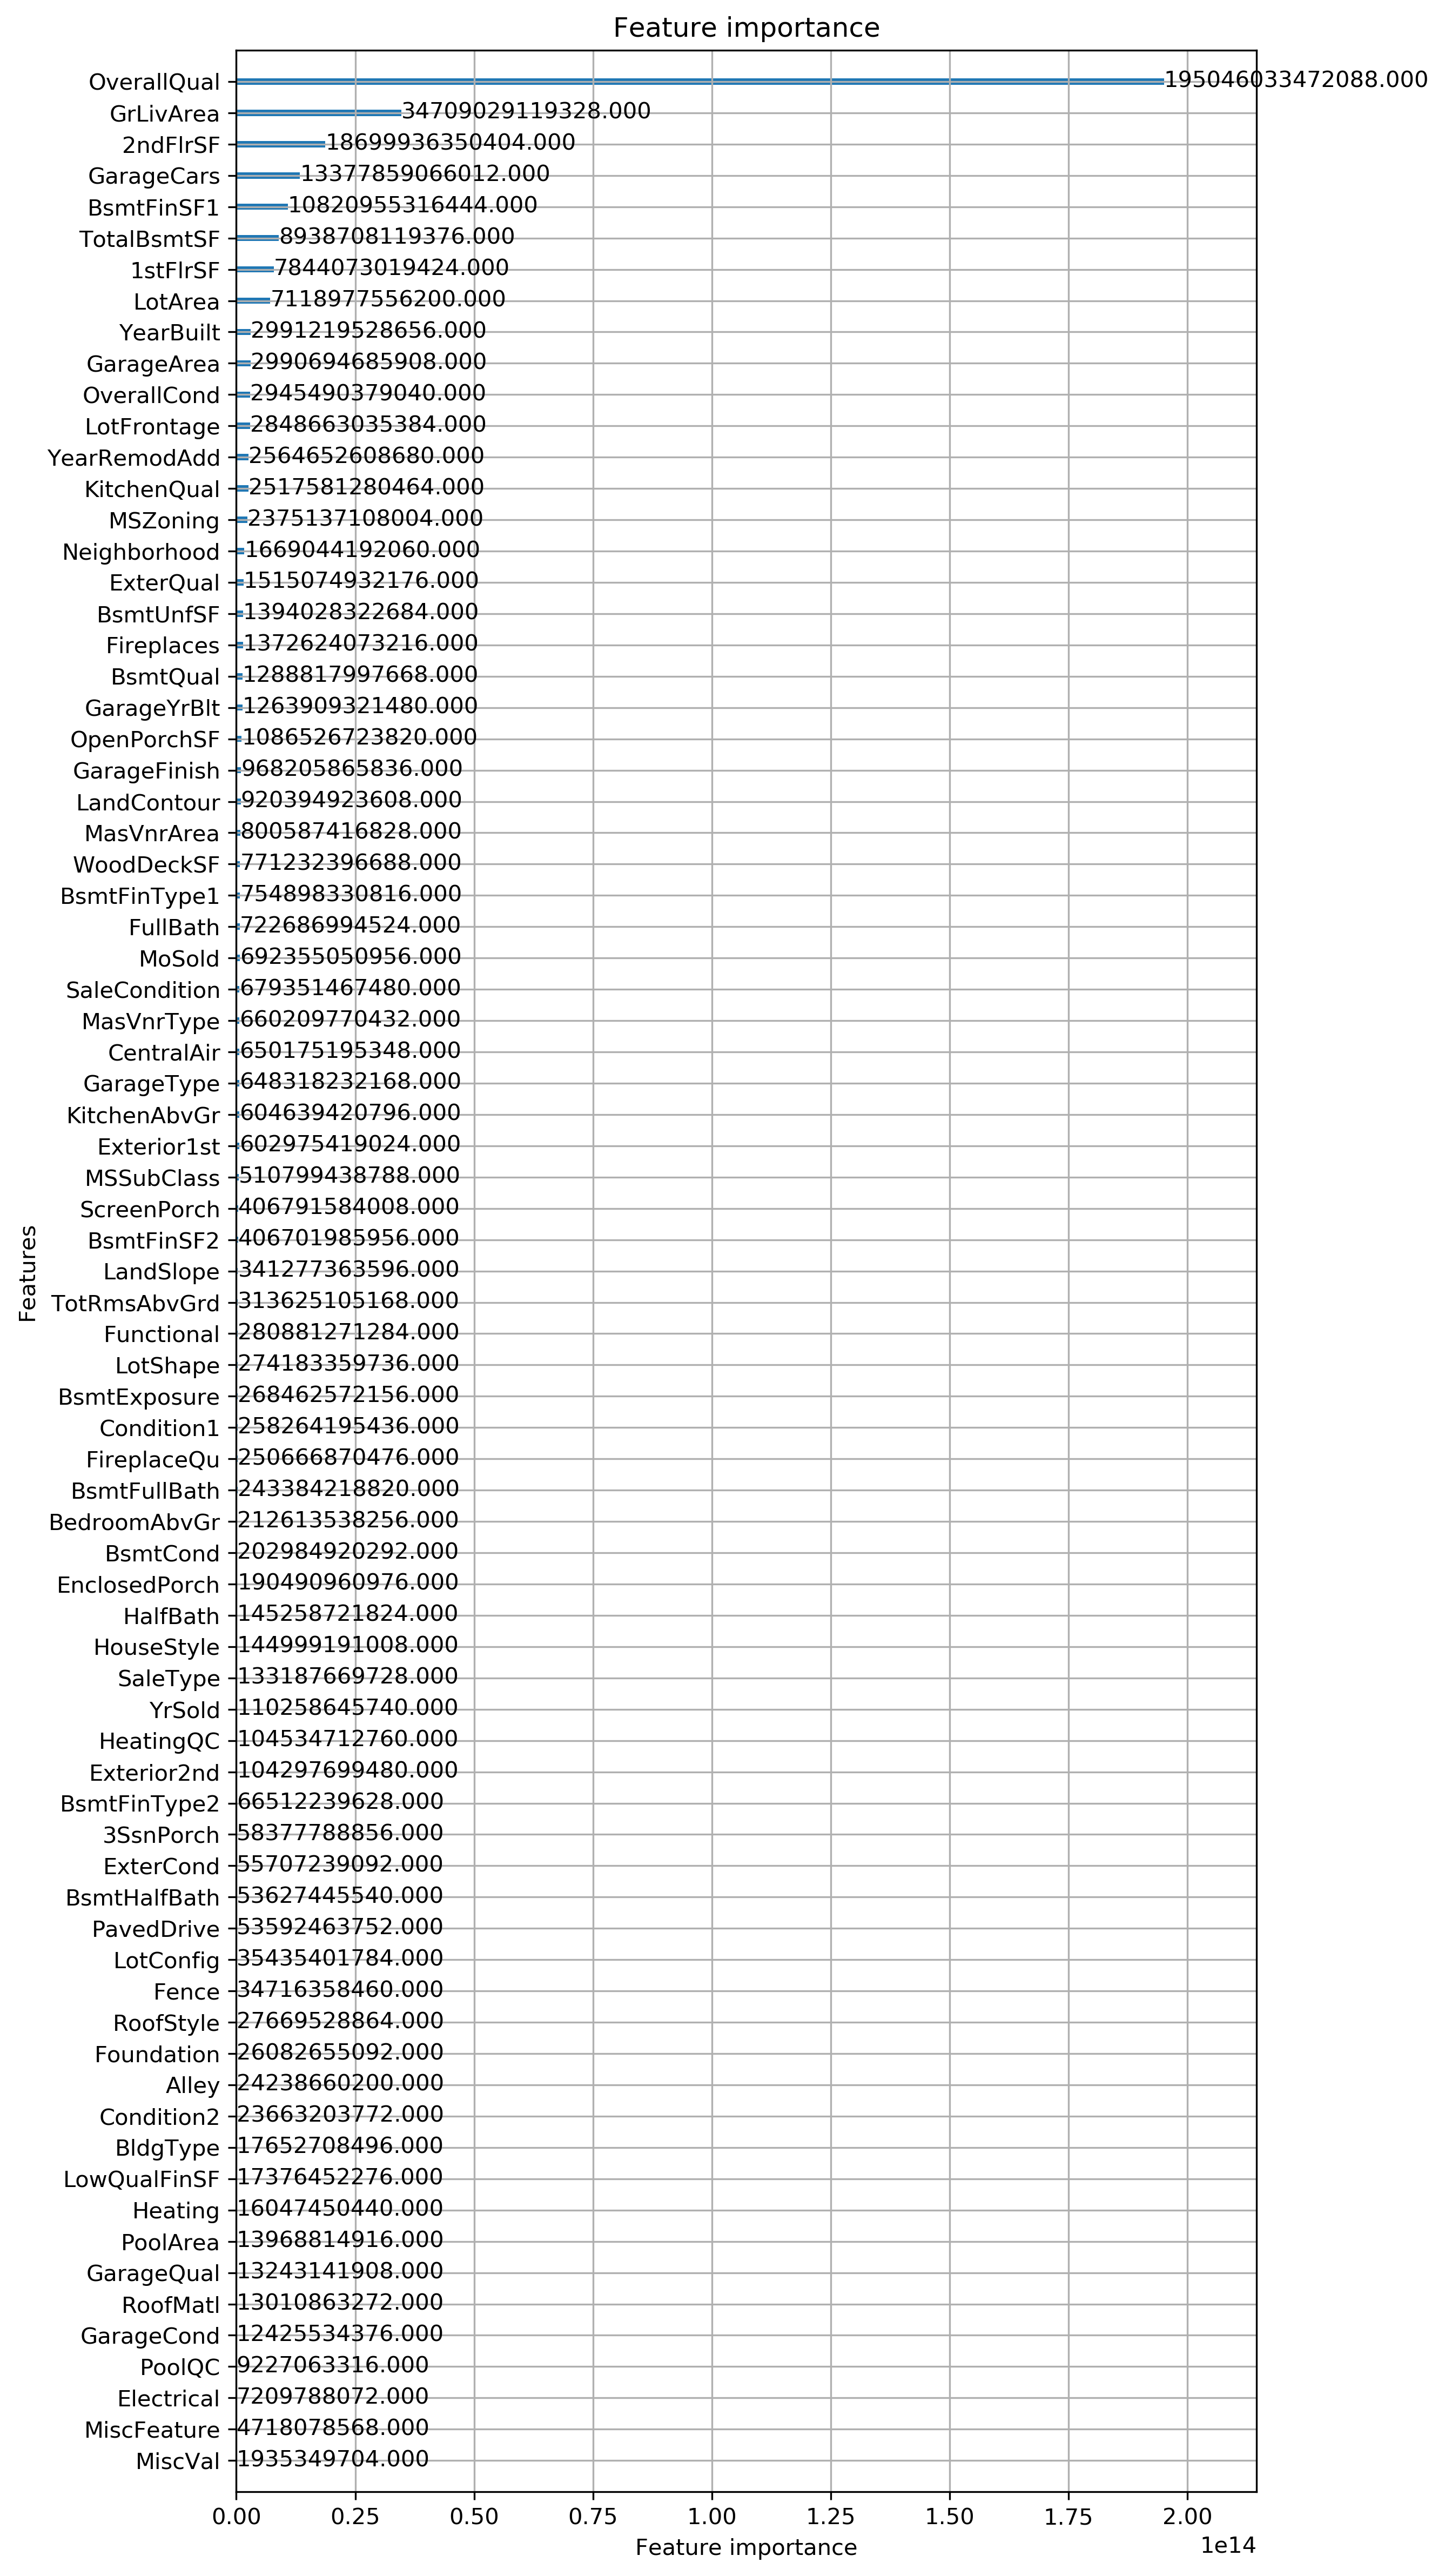 Feature importance
OverallQual 195046033472088.000
GrLivArea 34709029119328.000
2ndFlrSF 18699936350404.000
GarageCars 13377859066012.000
BsmtFinSF1 10820955316444.000
TotalBsmtSF 8938708119376.000
1stFlrSF 7844073019424.000
LotArea 7118977556200.000
YearBuilt 2991219528656.000
GarageArea 2990694685908.000
OverallCond 2945490379040.000
LotFrontage 2848663035384.000
YearRemodAdd 2564652608680.000
KitchenQual 2517581280464.000
MSZoning 2375137108004.000
Neighborhood 1669044192060.000
ExterQual 1515074932176.000
BsmtUnfSF 1394028322684.000
Fireplaces 1372624073216.000
BsmtQual 1288817997668.000
GarageYrBlt 1263909321480.000
OpenPorchSF 1086526723820.000
GarageFinish 968205865836.000
LandContour 920394923608.000
MasVnrArea 800587416828.000
WoodDeckSF 771232396688.000
BsmtFinType1 754898330816.000
FullBath 722686994524.000
MoSold 692355050956.000
SaleCondition 679351467480.000
MasVnrType 660209770432.000
CentralAir 650175195348.000
GarageType 648318232168.000
KitchenAbvGr 604639420796.000
Exterior1st 602975419024.000
MSSubClass 510799438788.000
ScreenPorch 406791584008.000
BsmtFinSF2 406701985956.000
LandSlope 341277363596.000
TotRmsAbvGrd 313625105168.000
Functional 280881271284.000
LotShape 274183359736.000
BsmtExposure 268462572156.000
Condition1 258264195436.000
FireplaceQu 250666870476.000
BsmtFullBath 243384218820.000
BedroomAbvGr 212613538256.000
BsmtCond 202984920292.000
EnclosedPorch 190490960976.000
HalfBath 145258721824.000
HouseStyle 144999191008.000
SaleType 133187669728.000
YrSold 110258645740.000
HeatingQC 104534712760.000
Exterior2nd 104297699480.000
BsmtFinType2 66512239628.000
3SsnPorch 58377788856.000
ExterCond 55707239092.000
BsmtHalfBath 53627445540.000
PavedDrive 53592463752.000
LotConfig 35435401784.000
Fence 34716358460.000
RoofStyle 27669528864.000
Foundation 26082655092.000
Alley 24238660200.000
Condition2 23663203772.000
BldgType 17652708496.000
LowQualFinSF 17376452276.000
Heating 16047450440.000
PoolArea 13968814916.000
GarageQual 13243141908.000
RoofMatl 13010863272.000
GarageCond 12425534376.000
PoolQC 9227063316.000
Electrical 7209788072.000
MiscFeature 4718078568.000
MiscVal 1935349704.000
Features
0.00 0.25 0.50 0.75 1.00 1.25 1.50 1.75 2.00
1e14
Feature importance